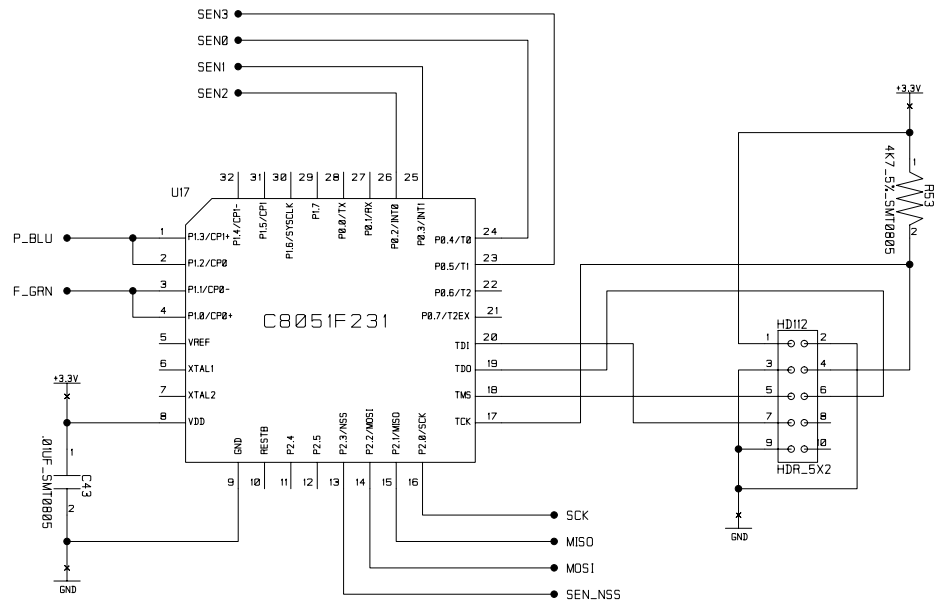 SEN3
SEN0
SEN1
SEN2
+3.3V
1
4K7_5%_SMT0805
R53
2
U17
32 31 30 29 28 27 26 25
P1.4/CP1-
P1.5/CP1
P1.6/SYSCLK
P1.7
P0.0/TX
P0.1/RX
P0.2/INT0
P0.3/INT1
P_BLU
1 P1.3/CP1+
2 P1.2/CP0
F_GRN
3 P1.1/CP0-
4 P1.0/CP0+
5 VREF
6 XTAL1
7 XTAL2
8 VDD
C8051F231
P0.4/T0 24
P0.5/T1 23
P0.6/T2 22
P0.7/T2EX 21
TDI 20
TDO 19
TMS 18
TCK 17
HD112
1 2
3 4
5 6
7 8
9 10
HDR_5X2
GND
+3.3V
1
.01UF_SMT0805
C43
2
GND
GND
RESTB
P2.4
P2.5
P2.3/NSS
P2.2/MOSI
P2.1/MISO
P2.0/SCK
9 10 11 12 13 14 15 16
SCK
MISO
MOSI
SEN_NSS